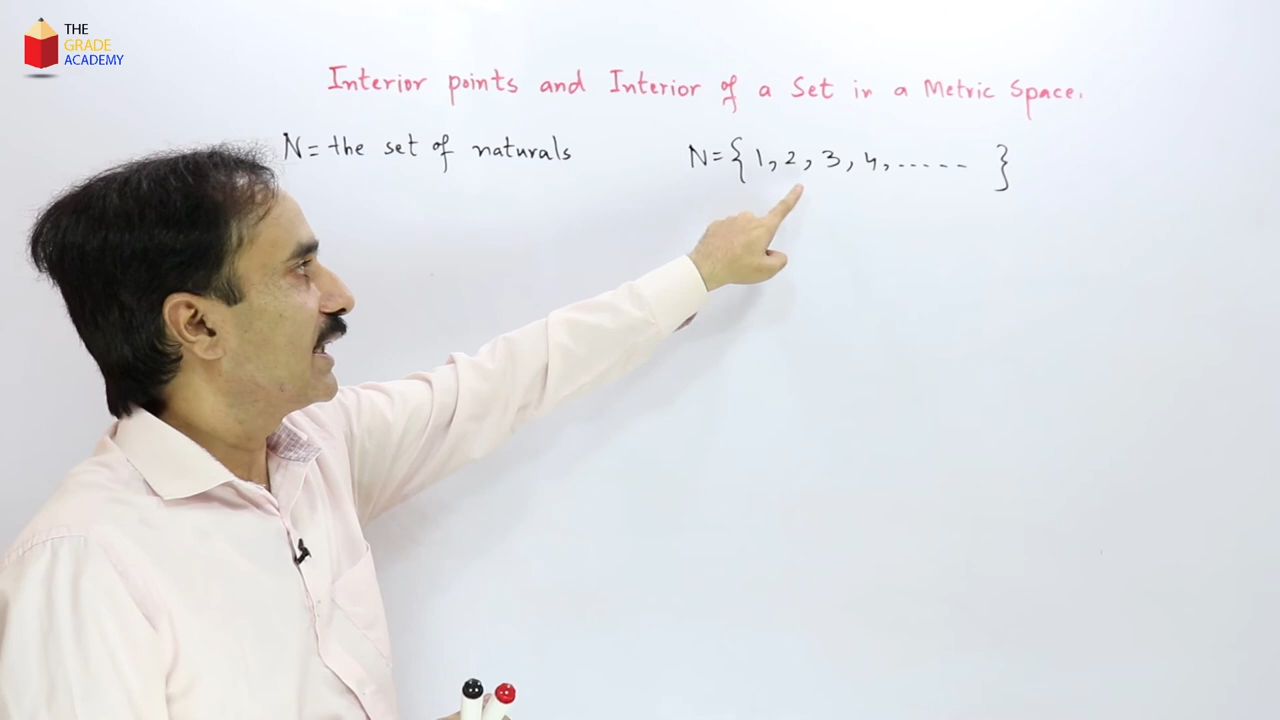 THE
GRADE
ACADEMY
Interior points and Interior of a Set in a Metric Space.
N = the set of naturals
N = { 1, 2, 3, 4, ..... }